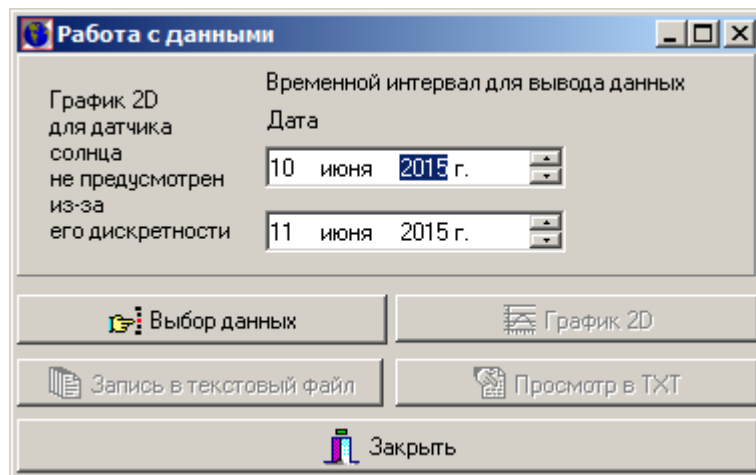 Работа с данными
График 2D
для датчика
солнца
не предусмотрен
из-за
его дискретности
Временной интервал для вывода данных
Дата
10 июня 2015 г.
11 июня 2015 г.
Выбор данных
График 2D
Запись в текстовый файл
Просмотр в TXT
Закрыть